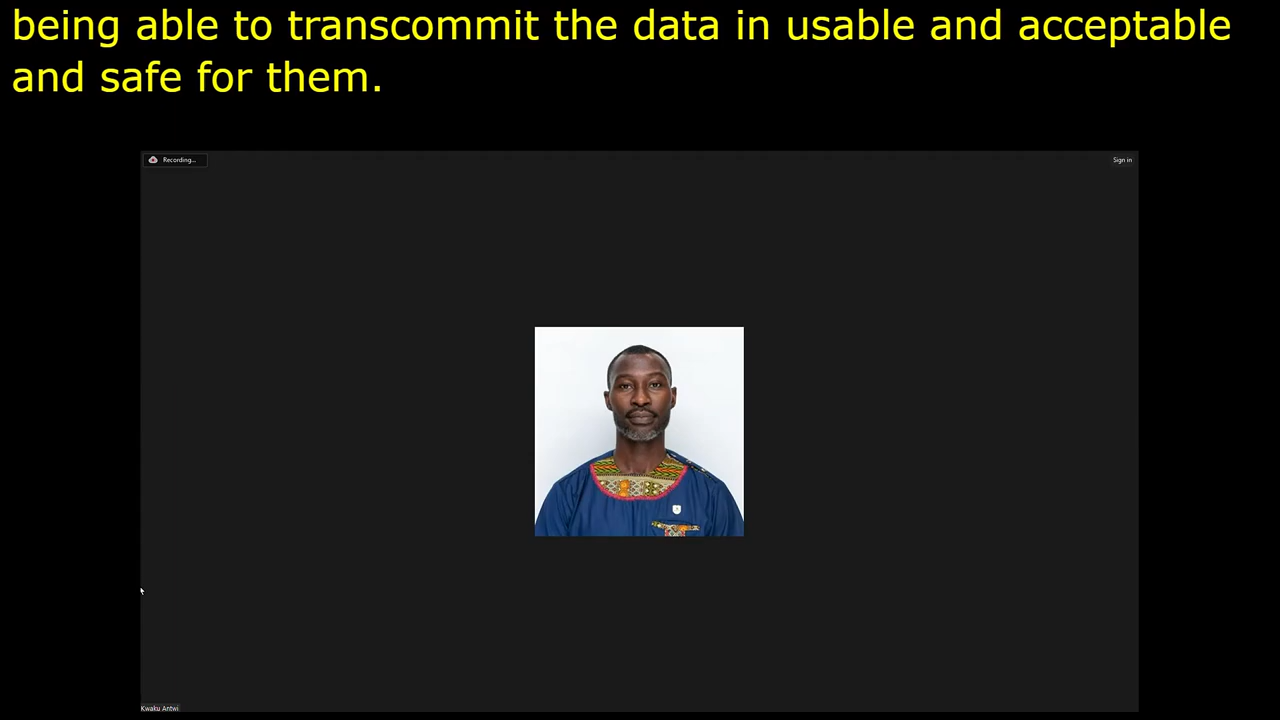 being able to transcommit the data in usable and acceptable
and safe for them.
Recording...
Sign in
Kwaku Antwi